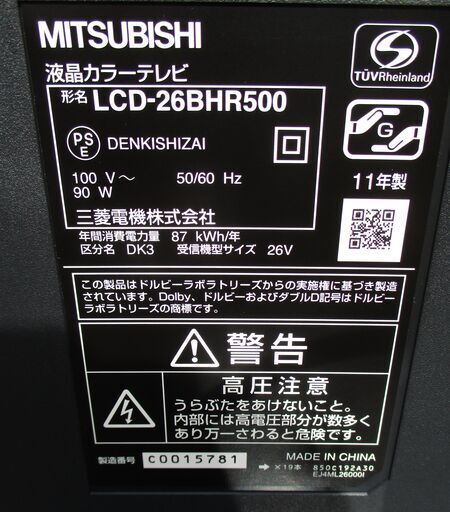 MITSUBISHI
液晶カラーテレビ
形名 LCD-26BHR500
PS E DENKISHIZAI
100 V～ 50/60 Hz
90 W
三菱電機株式会社
年間消費電力量 87 kWh/年
区分名 DK3 受信機型サイズ 26V
TÜVRheinland
G
11年製
この製品はドルビーラボラトリーズからの実施権に基づき製
造されています。Dolby、ドルビーおよびダブルD記号はドルビー
ラボラトリーズの商標です。
警告
高圧注意
うらぶたをあけないこと。
内部には高電圧部分が数多く
あり万一さわると危険です。
製造番号 C0015781
MADE IN CHINA
→ ×19本 850C192A30
EJ4ML26000I